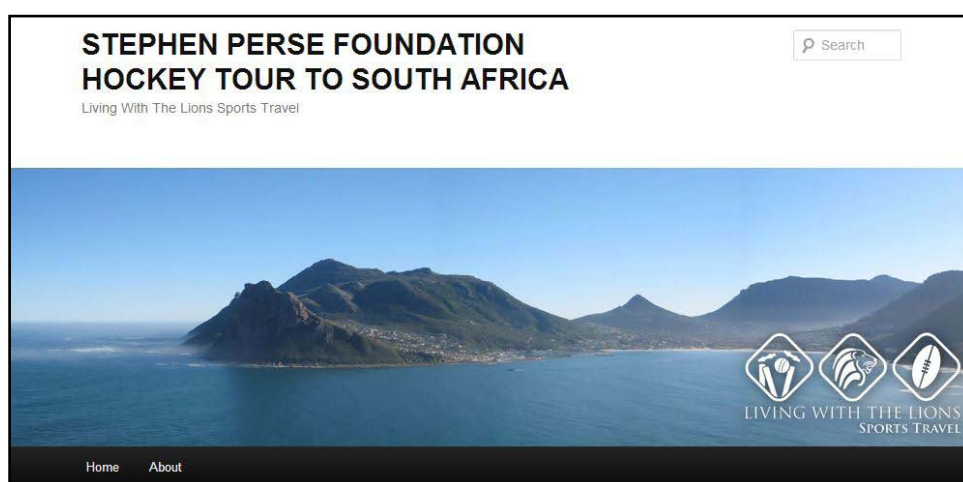 STEPHEN PERSE FOUNDATION
HOCKEY TOUR TO SOUTH AFRICA
Search
Living With The Lions Sports Travel
LIVING WITH THE LIONS
SPORTS TRAVEL
Home About